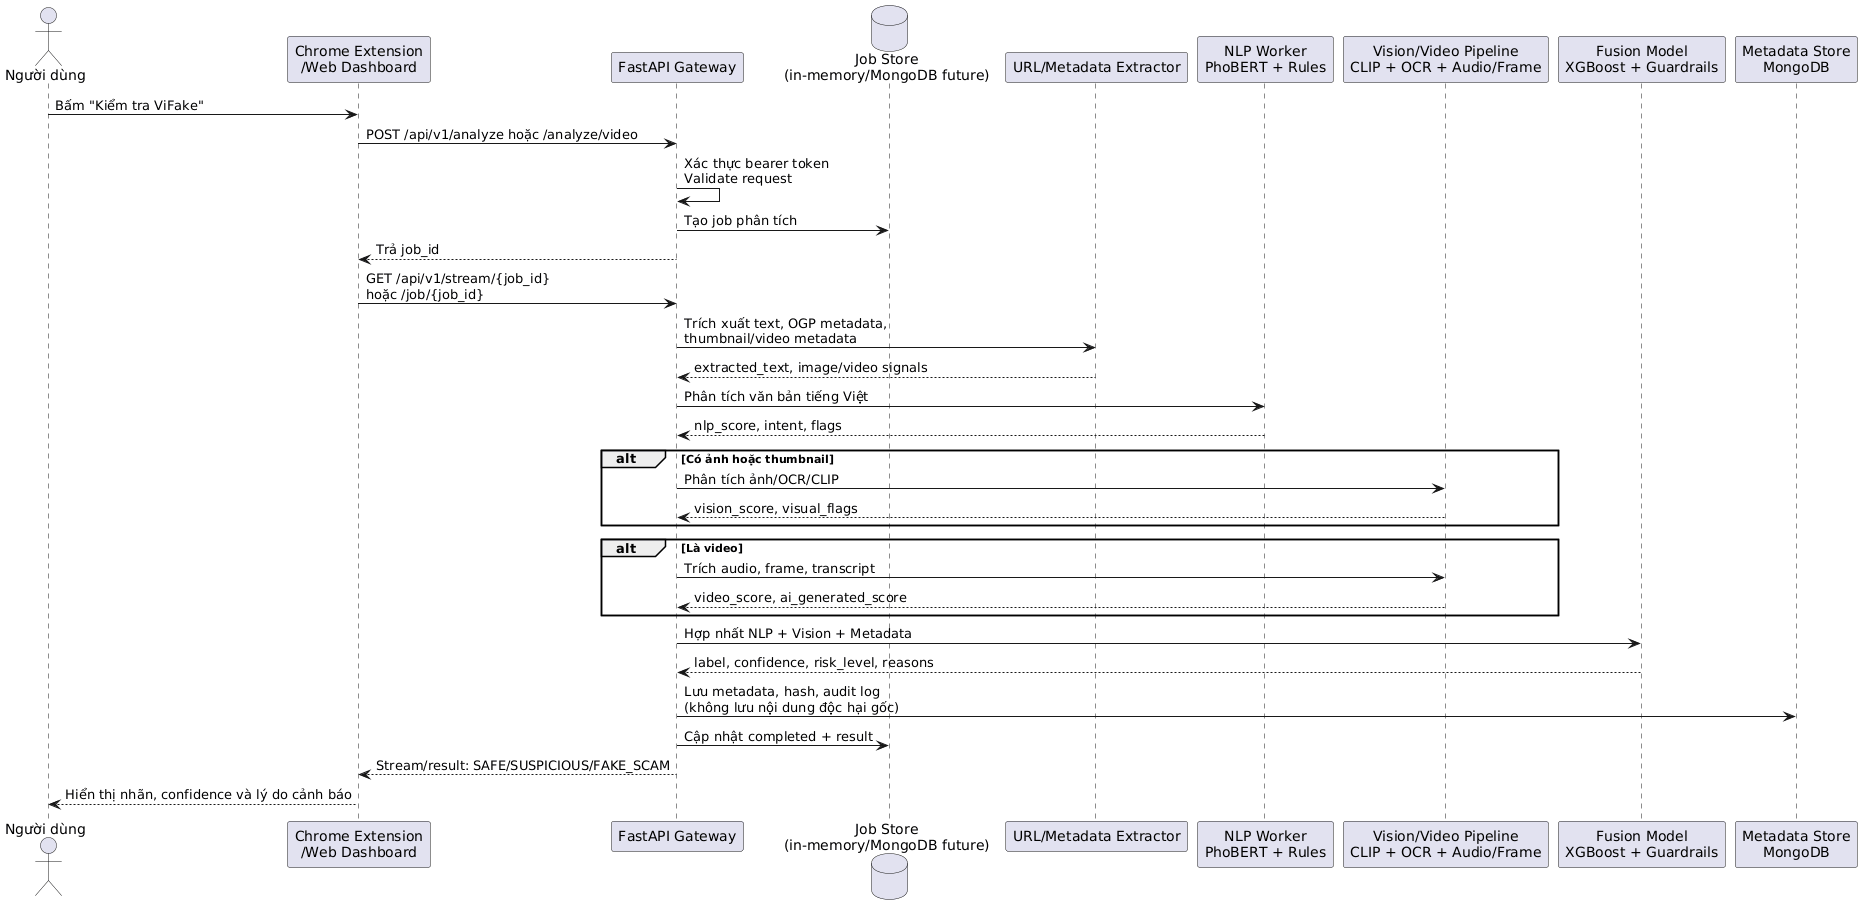 Người dùng
Chrome Extension
/Web Dashboard
FastAPI Gateway
Job Store
(in-memory/MongoDB future)
URL/Metadata Extractor
NLP Worker
PhoBERT + Rules
Vision/Video Pipeline
CLIP + OCR + Audio/Frame
Fusion Model
XGBoost + Guardrails
Metadata Store
MongoDB
Bấm "Kiểm tra ViFake"
POST /api/v1/analyze hoặc /analyze/video
Xác thực bearer token
Validate request
Tạo job phân tích
Trả job_id
GET /api/v1/stream/{job_id}
hoặc /job/{job_id}
Trích xuất text, OGP metadata,
thumbnail/video metadata
extracted_text, image/video signals
Phân tích văn bản tiếng Việt
nlp_score, intent, flags
alt [Có ảnh hoặc thumbnail]
Phân tích ảnh/OCR/CLIP
vision_score, visual_flags
alt [Là video]
Trích audio, frame, transcript
video_score, ai_generated_score
Hợp nhất NLP + Vision + Metadata
label, confidence, risk_level, reasons
Lưu metadata, hash, audit log
(không lưu nội dung độc hại gốc)
Cập nhật completed + result
Stream/result: SAFE/SUSPICIOUS/FAKE_SCAM
Hiển thị nhãn, confidence và lý do cảnh báo
Người dùng
Chrome Extension
/Web Dashboard
FastAPI Gateway
Job Store
(in-memory/MongoDB future)
URL/Metadata Extractor
NLP Worker
PhoBERT + Rules
Vision/Video Pipeline
CLIP + OCR + Audio/Frame
Fusion Model
XGBoost + Guardrails
Metadata Store
MongoDB